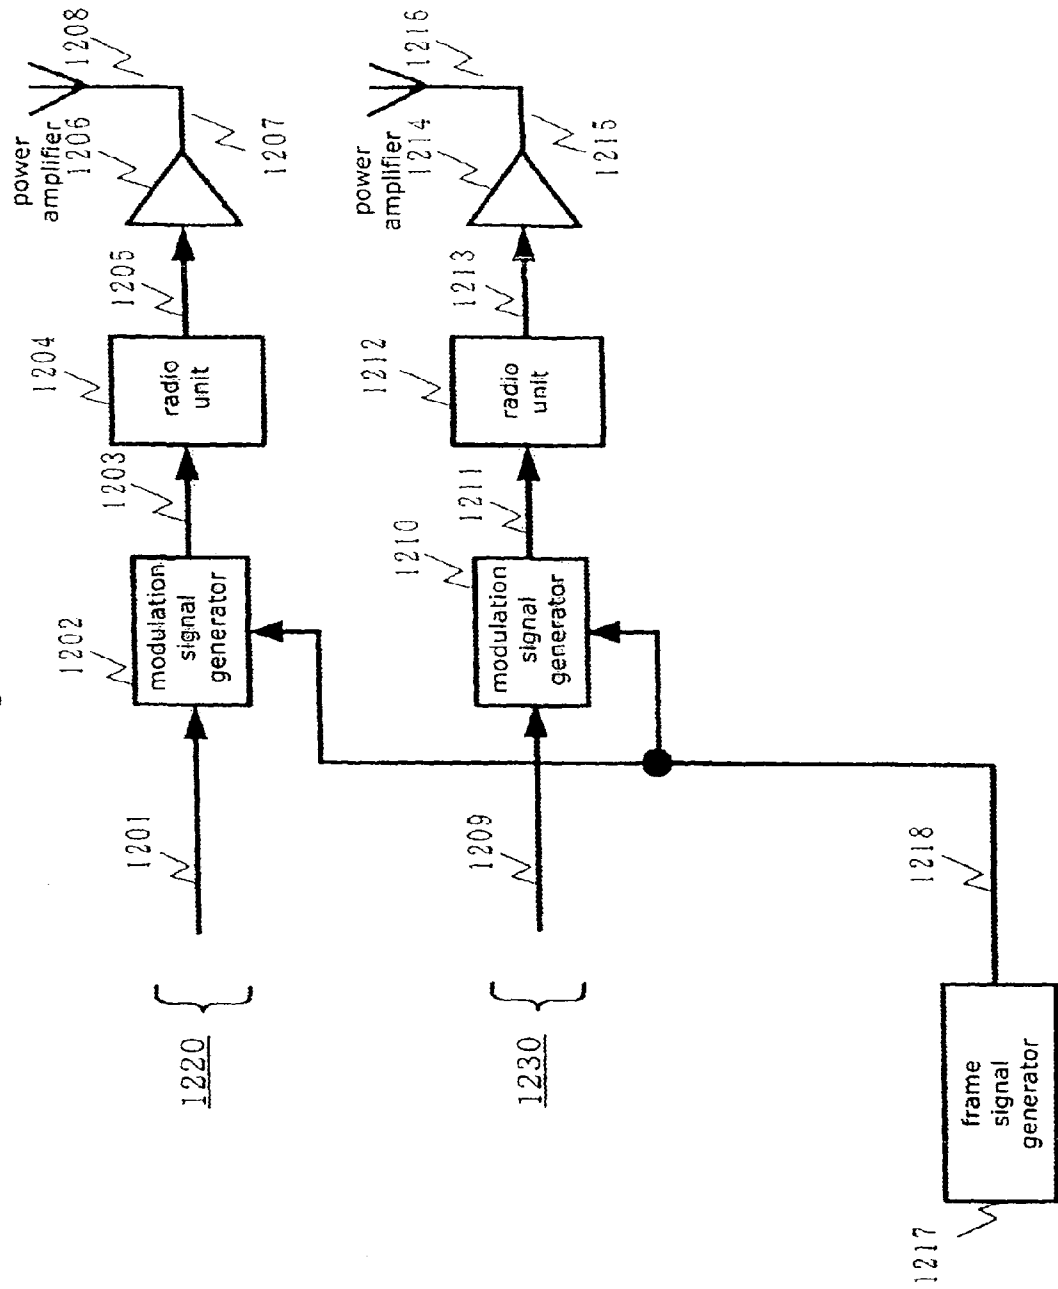 1208
power
amplifier
1206
1207
1205
1204
radio
unit
1203
1202
modulation
signal
generator
1201
1220
1216
power
amplifier
1214
1215
1213
1212
radio
unit
1211
1210
modulation
signal
generator
1209
1230
1218
frame
signal
generator
1217